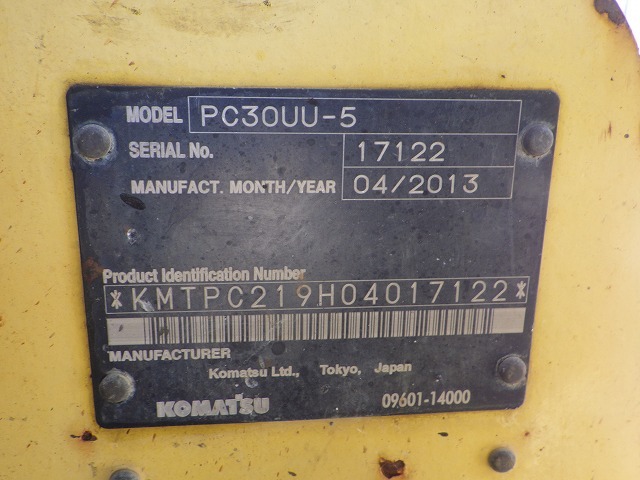 MODEL PC30UU-5
SERIAL No. 17122
MANUFACT. MONTH/YEAR 04/2013
Product Identification Number
*KMTPC219H04017122*
MANUFACTURER
Komatsu Ltd., Tokyo, Japan
KOMATSU 09601-14000